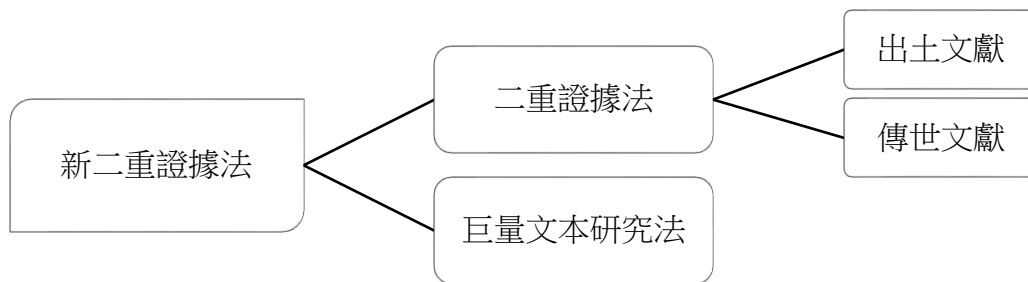 新二重證據法
二重證據法
出土文獻
傳世文獻
巨量文本研究法